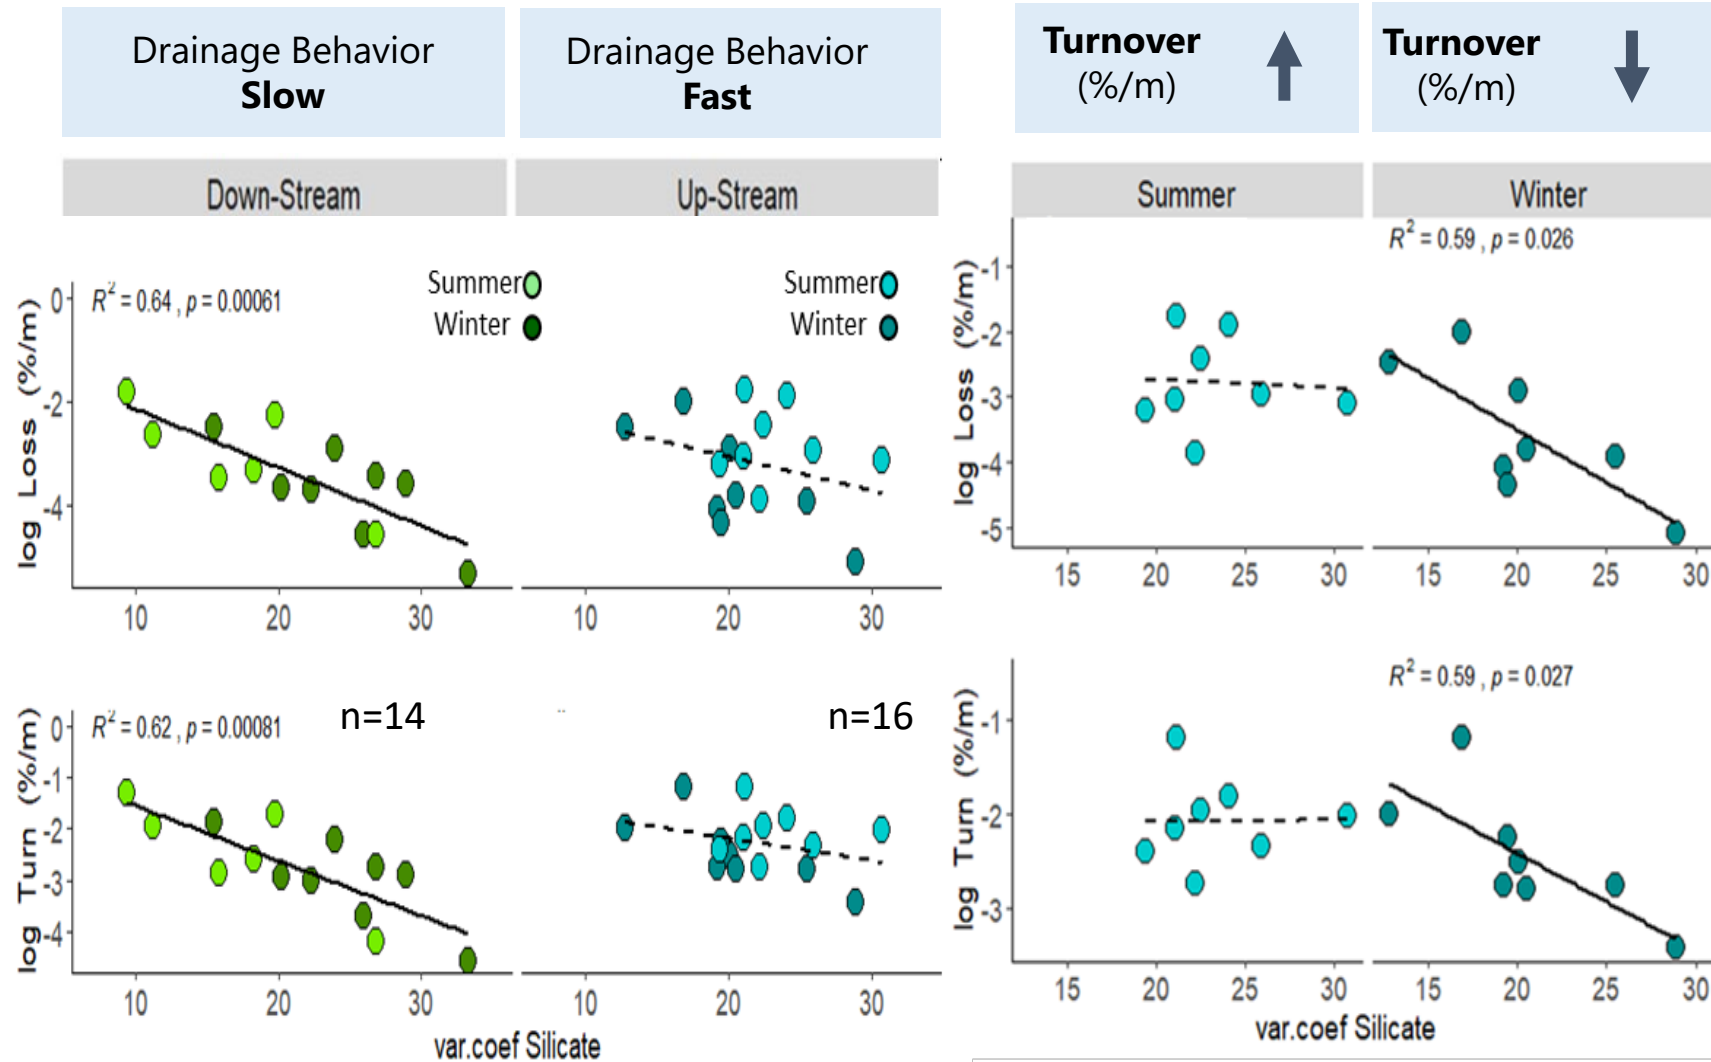 Drainage Behavior
Slow
Drainage Behavior
Fast
Turnover
(%/m)
Turnover
(%/m)
Down-Stream
Up-Stream
Summer
Winter
R² = 0.64 , p = 0.00061
Summer
Winter
Summer
Winter
log Loss (%/m)
0
-2
-4
10
20
30
10
20
30
R² = 0.59 , p = 0.026
log Loss (%/m)
-1
-2
-3
-4
-5
15
20
25
30
15
20
25
30
R² = 0.62 , p = 0.00081
n=14
n=16
log Turn (%/m)
0
-1
-2
-3
-4
10
20
30
10
20
30
var.coef Silicate
R² = 0.59 , p = 0.027
log Turn (%/m)
-1
-2
-3
15
20
25
30
15
20
25
30
var.coef Silicate